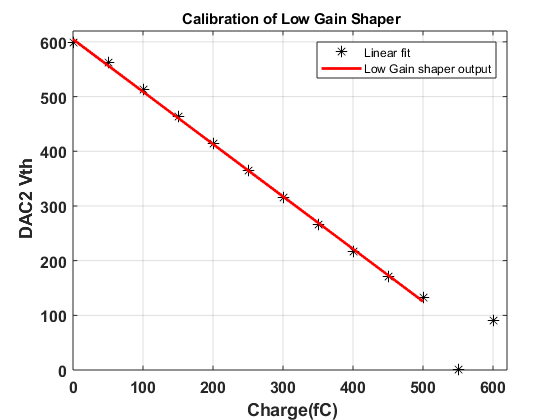 Calibration of Low Gain Shaper
Linear fit
Low Gain shaper output
600
500
400
300
200
100
0
DAC2 Vth
0 100 200 300 400 500 600
Charge(fC)